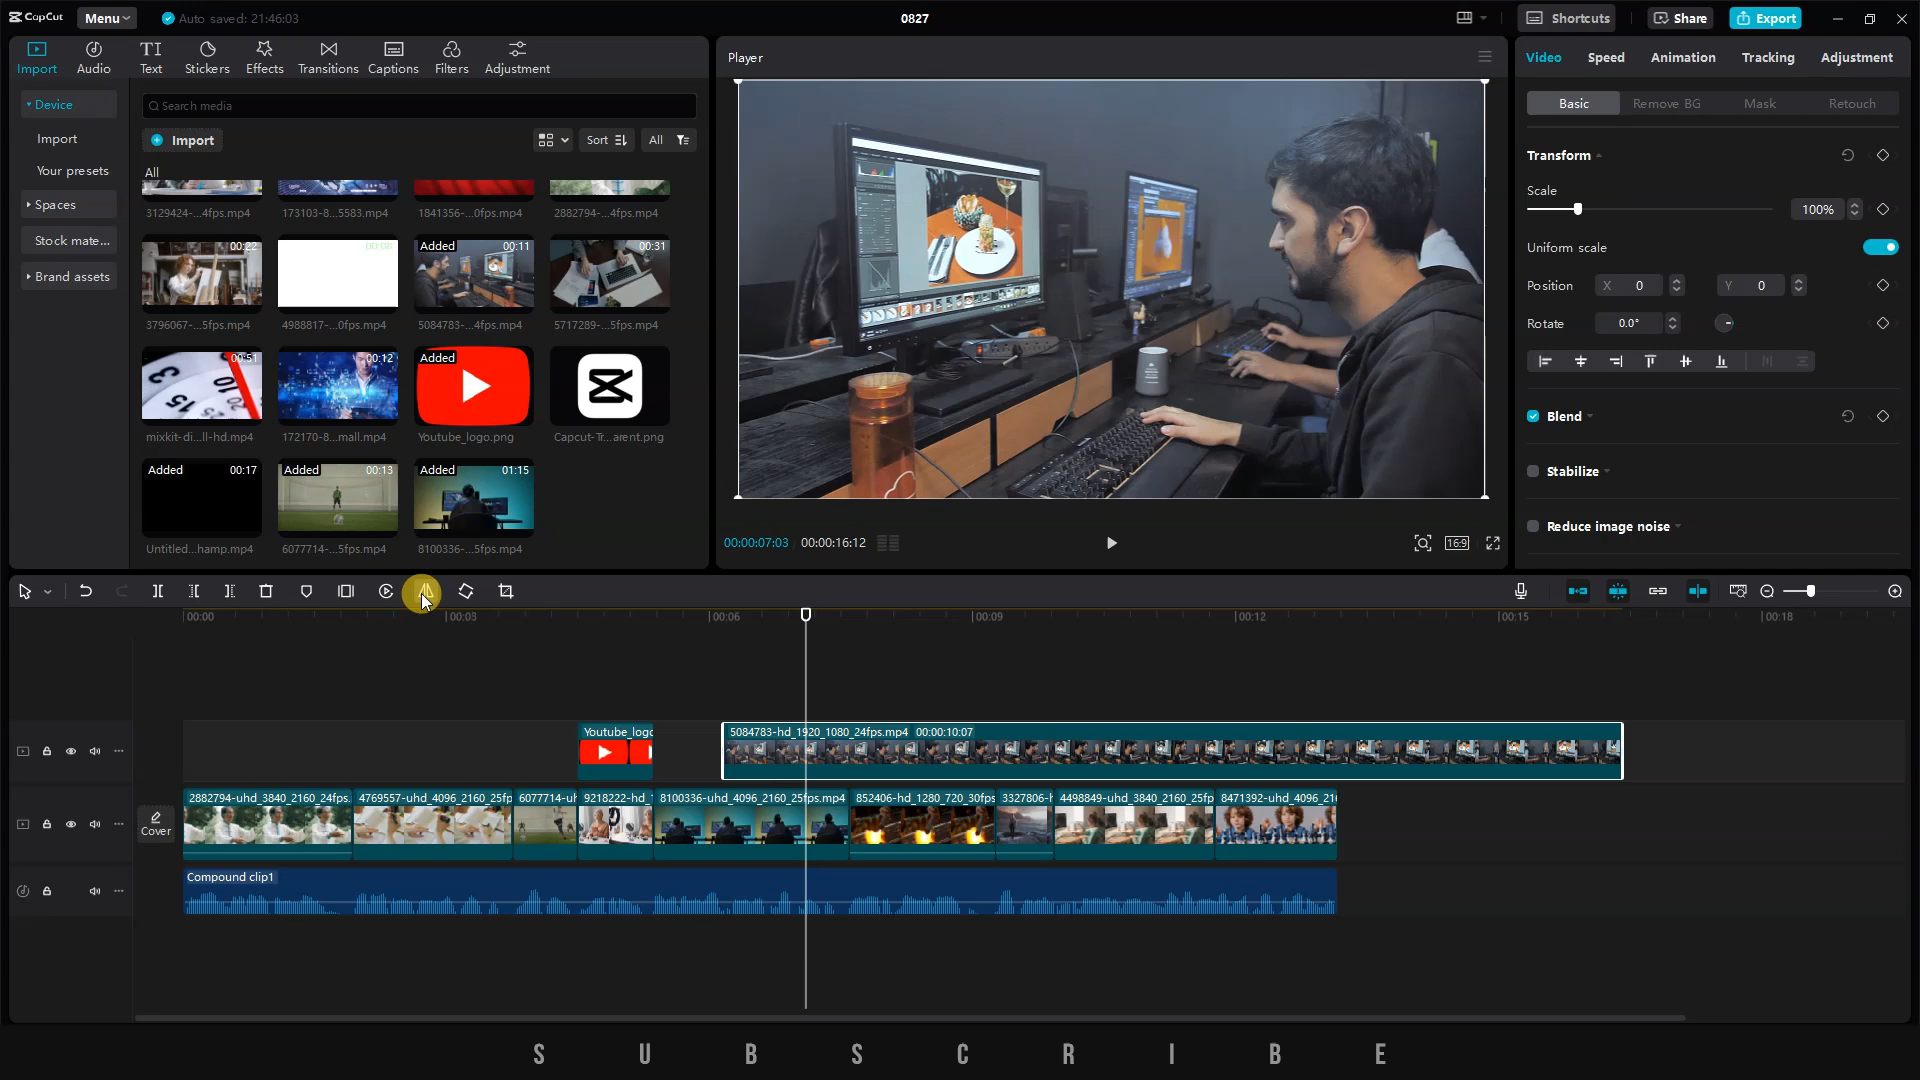 CapCut
Menu
Auto saved: 21:46:03
0827
Shortcuts
Share
Export
Import
Audio
TI
Text
Stickers
Effects
Transitions
Captions
Filters
Adjustment
Device
Import
Your presets
Spaces
Stock mate...
Brand assets
Search media
Import
Sort
All
All
3129424-...4fps.mp4
173103-8...5583.mp4
1841356-...0fps.mp4
2882794-...4fps.mp4
00:22
00:08
Added
00:11
00:31
3796067-...5fps.mp4
4988817-...0fps.mp4
5084783-...4fps.mp4
5717289-...5fps.mp4
00:51
00:12
Added
mixkit-di...ll-hd.mp4
172170-8...mall.mp4
Youtube_logo.png
Capcut-Tr...arent.png
Added
00:17
Added
00:13
Added
01:15
Untitled...hamp.mp4
6077714-...5fps.mp4
8100336-...5fps.mp4
Player
00:00:07:03
00:00:16:12
16:9
Video
Speed
Animation
Tracking
Adjustment
Basic
Remove BG
Mask
Retouch
Transform
Scale
100%
Uniform scale
Position
X
0
Y
0
Rotate
0.0°
Blend
Stabilize
Reduce image noise
00:00
00:03
00:06
00:09
00:12
00:15
00:18
Youtube_logo
5084783-hd_1920_1080_24fps.mp4 00:00:10:07
Cover
2882794-uhd_3840_2160_24fps.
4769557-uhd_4096_2160_25fp
6077714-uh
9218222-hd_1
8100336-uhd_4096_2160_25fps.mp4
852406-hd_1280_720_30fps
3327806-h
4498849-uhd_3840_2160_25fp
8471392-uhd_4096_216
Compound clip1
S U B S C R I B E